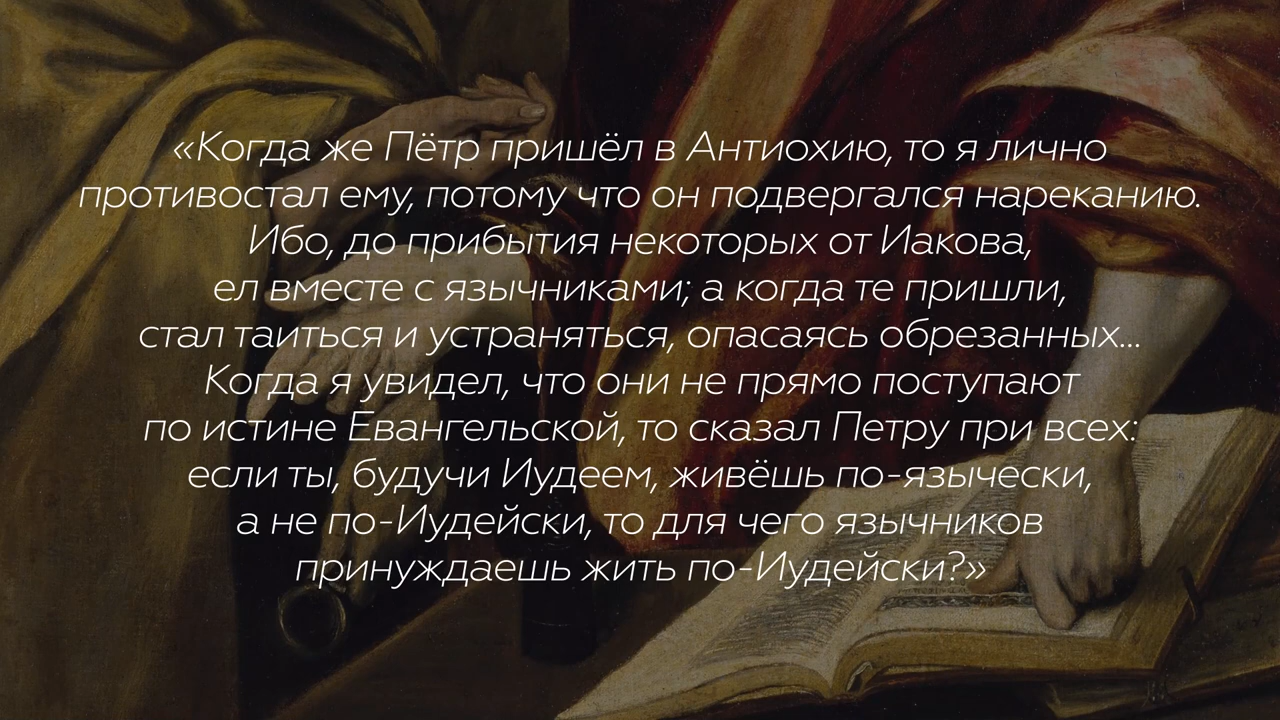 «Когда же Пётр пришёл в Антиохию, то я лично
противостал ему, потому что он подвергался нареканию.
Ибо, до прибытия некоторых от Иакова,
ел вместе с язычниками; а когда те пришли,
стал таиться и устраняться, опасаясь обрезанных...
Когда я увидел, что они не прямо поступают
по истине Евангельской, то сказал Петру при всех:
если ты, будучи Иудеем, живёшь по-язычески,
а не по-Иудейски, то для чего язычников
принуждаешь жить по-Иудейски?»